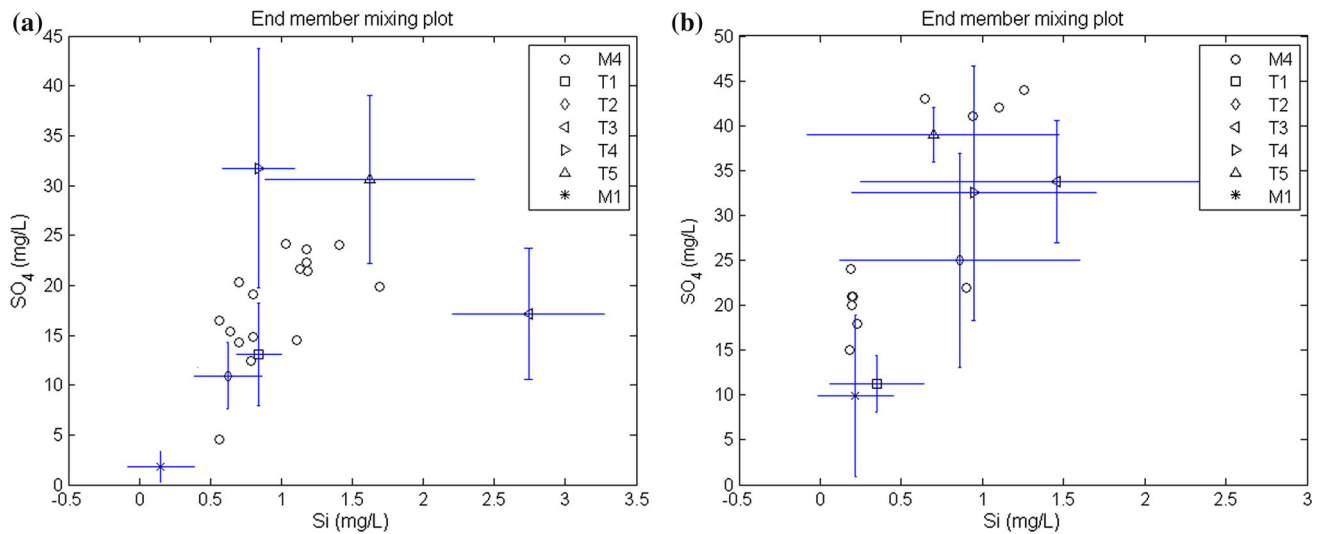 (a)
End member mixing plot
45
40
35
30
25
20
15
10
5
0
SO4 (mg/L)
-0.5 0 0.5 1 1.5 2 2.5 3 3.5
Si (mg/L)
M4
T1
T2
T3
T4
T5
M1
(b)
End member mixing plot
50
45
40
35
30
25
20
15
10
5
0
SO4 (mg/L)
-0.5 0 0.5 1 1.5 2 2.5 3
Si (mg/L)
M4
T1
T2
T3
T4
T5
M1